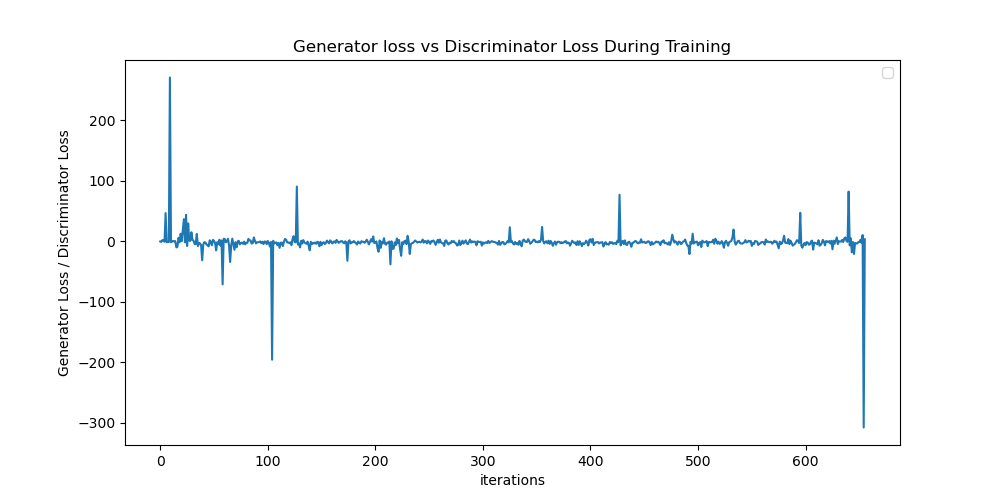 Generator loss vs Discriminator Loss During Training
Generator Loss / Discriminator Loss
200
100
0
−100
−200
−300
0 100 200 300 400 500 600
iterations